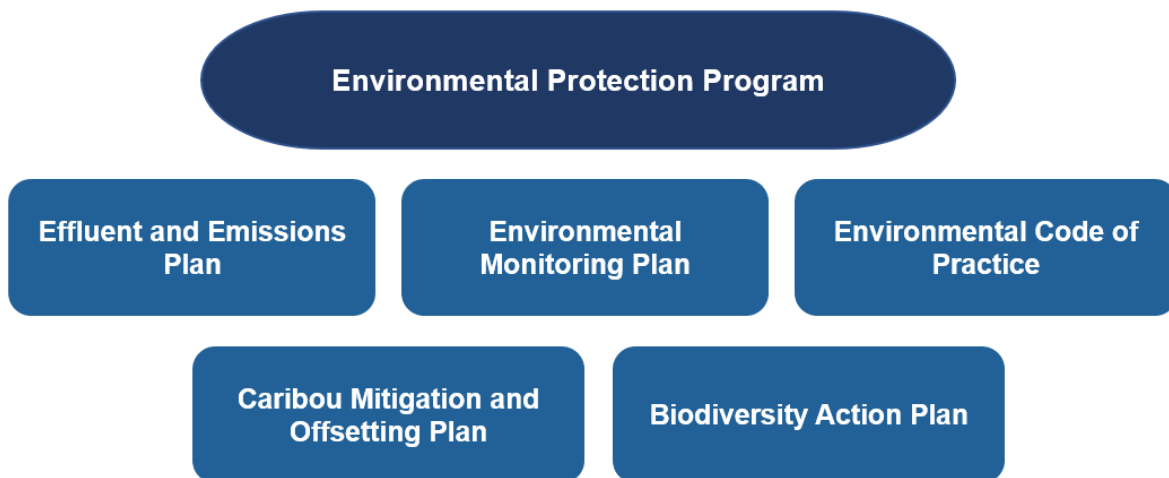 Environmental Protection Program
Effluent and Emissions
Plan
Environmental
Monitoring Plan
Environmental Code of
Practice
Caribou Mitigation and
Offsetting Plan
Biodiversity Action Plan